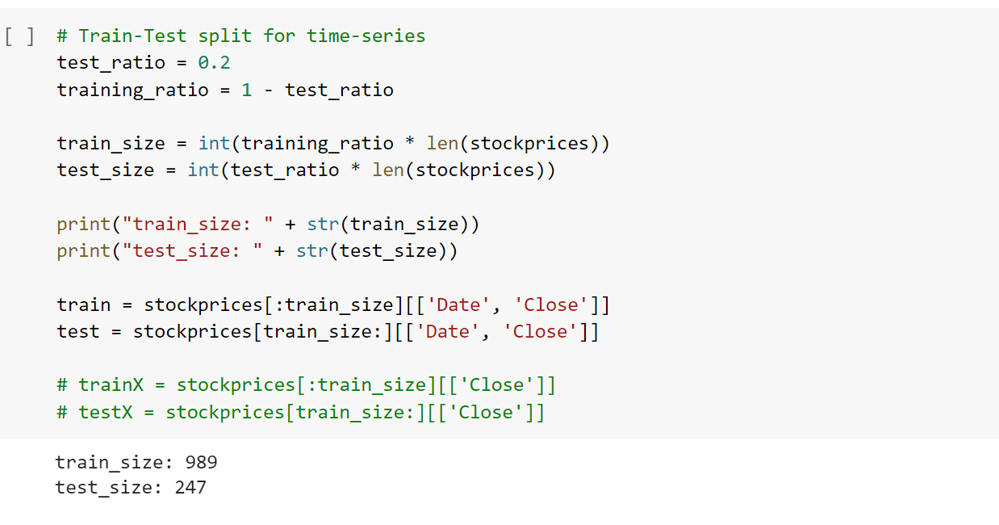 [ ] # Train-Test split for time-series
test_ratio = 0.2
training_ratio = 1 - test_ratio
train_size = int(training_ratio * len(stockprices))
test_size = int(test_ratio * len(stockprices))
print("train_size: " + str(train_size))
print("test_size: " + str(test_size))
train = stockprices[:train_size][['Date', 'Close']]
test = stockprices[train_size:][['Date', 'Close']]
# trainX = stockprices[:train_size][['Close']]
# testX = stockprices[train_size:][['Close']]
train_size: 989
test_size: 247